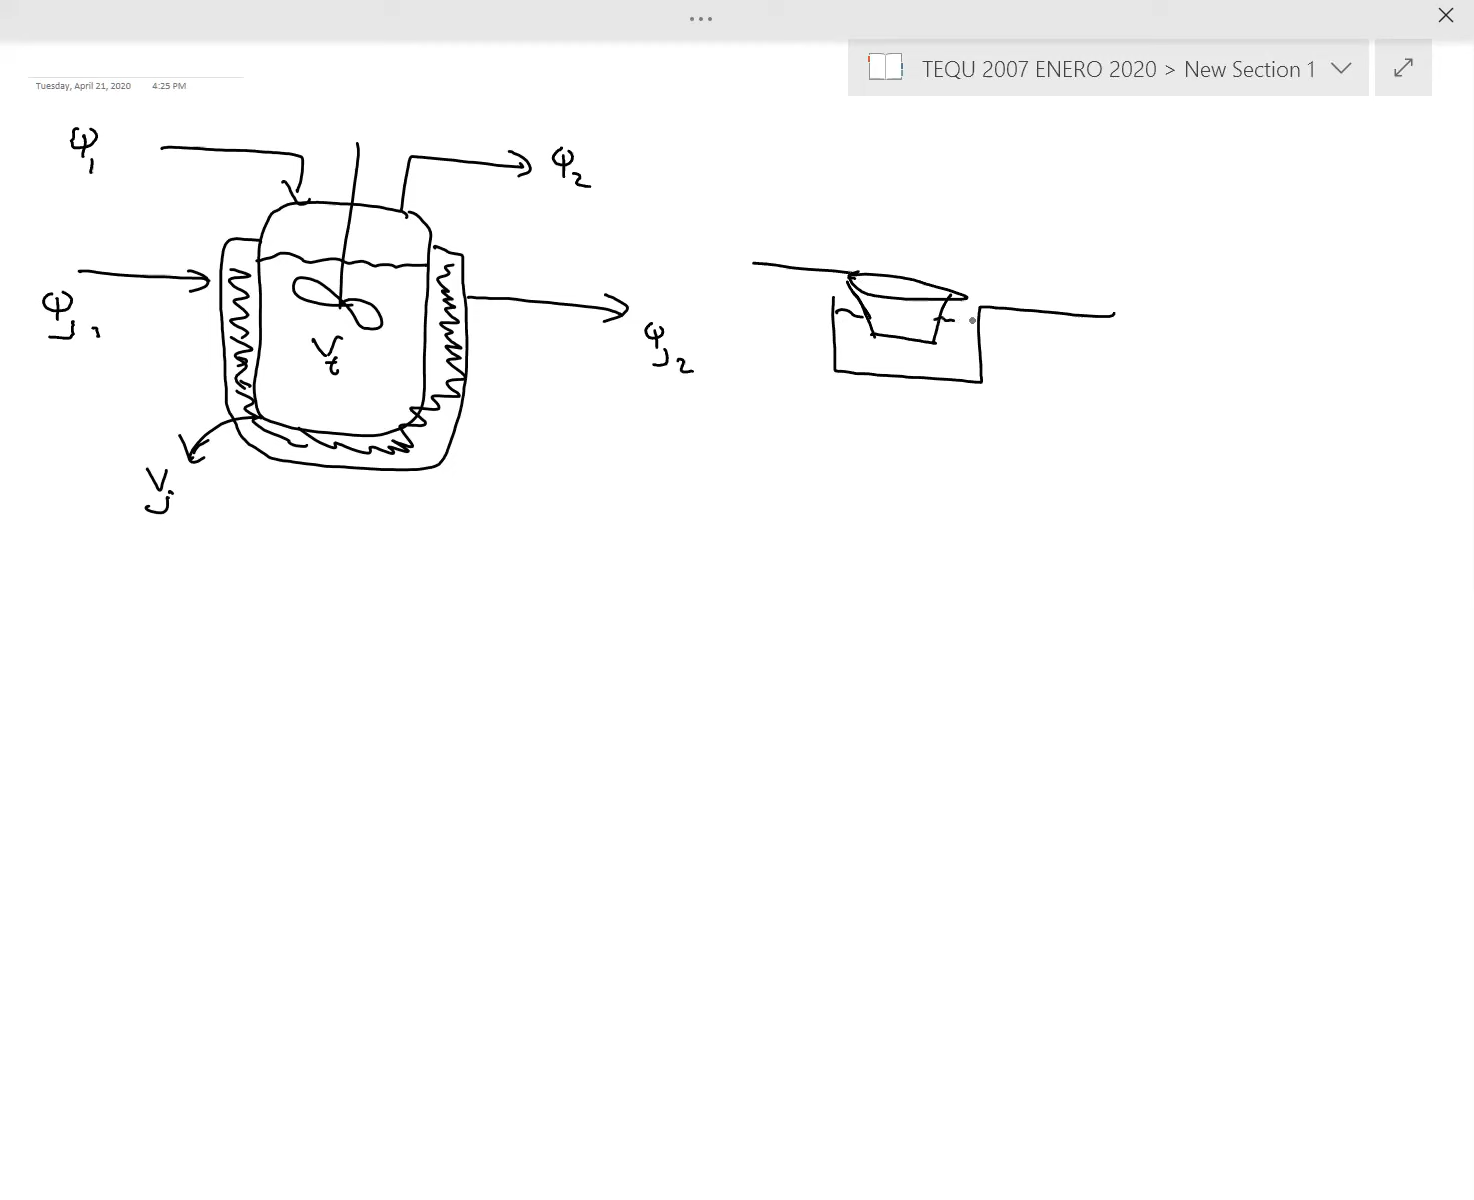 TEQU 2007 ENERO 2020 > New Section 1
Tuesday, April 21, 2020 4:25 PM
φ1
φ2
φj1
φj2
Vt
Vj